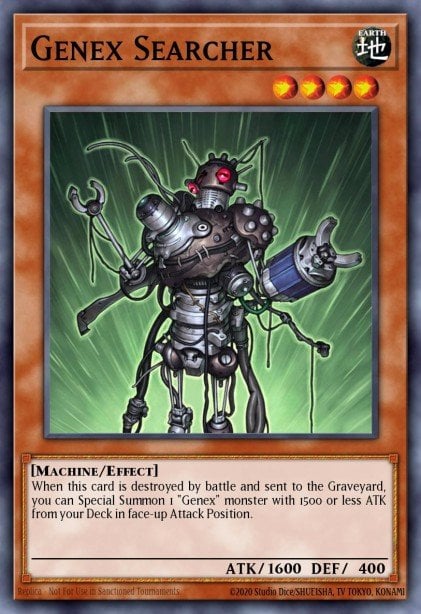 Genex Searcher
EARTH
地
[Machine/Effect]
When this card is destroyed by battle and sent to the Graveyard,
you can Special Summon 1 "Genex" monster with 1500 or less ATK
from your Deck in face-up Attack Position.
ATK/1600 DEF/ 400
Replica - Not For Use in Sanctioned Tournaments
©2020 Studio Dice/SHUEISHA, TV TOKYO, KONAMI